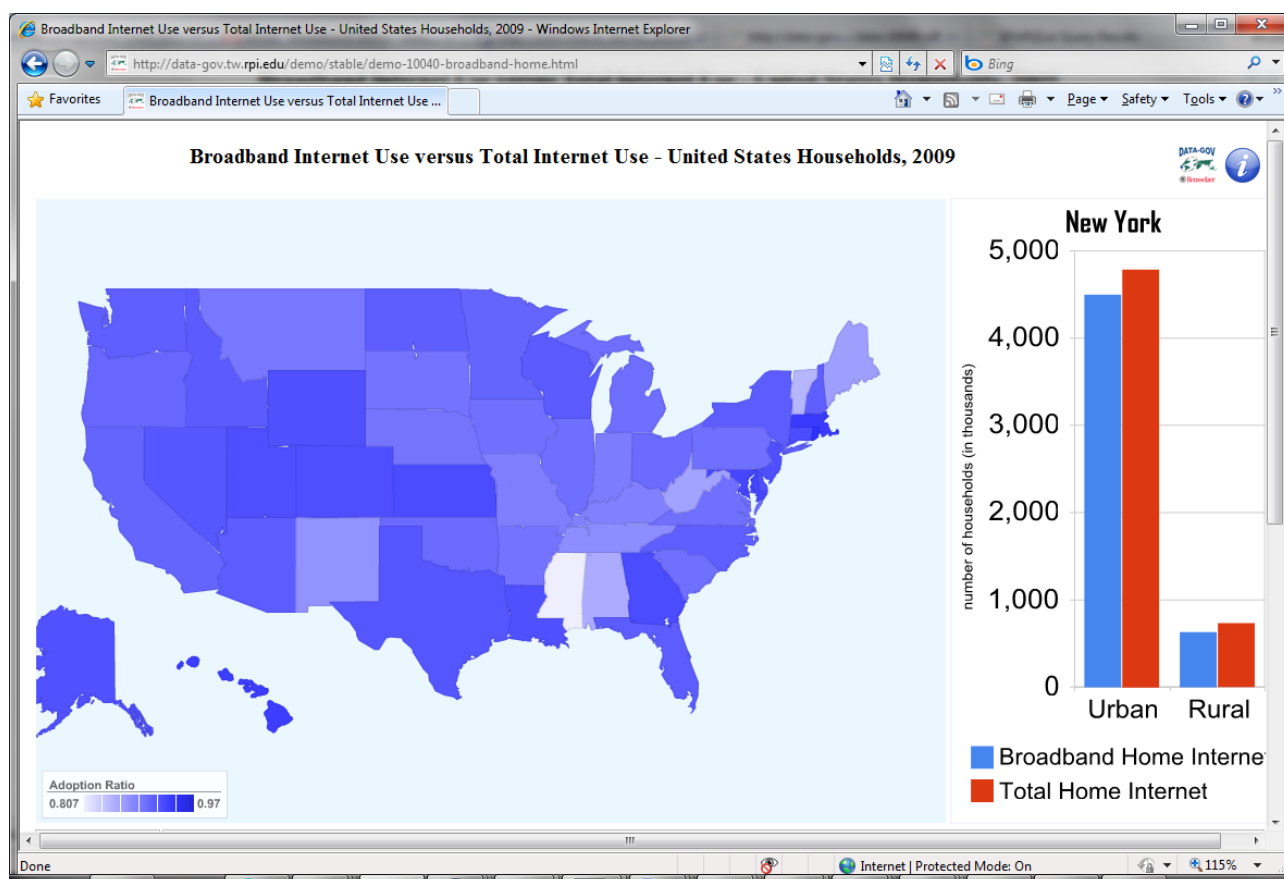 Broadband Internet Use versus Total Internet Use - United States Households, 2009 - Windows Internet Explorer
http://data-gov.tw.rpi.edu/demo/stable/demo-10040-broadband-home.html
Bing
Favorites
Broadband Internet Use versus Total Internet Use ...
Page
Safety
Tools
Broadband Internet Use versus Total Internet Use - United States Households, 2009
DATA-GOV
Rensselaer
New York
5,000
4,000
3,000
2,000
1,000
0
number of households (in thousands)
Urban Rural
Broadband Home Interne
Total Home Internet
Adoption Ratio
0.807 0.97
Done
Internet | Protected Mode: On
115%